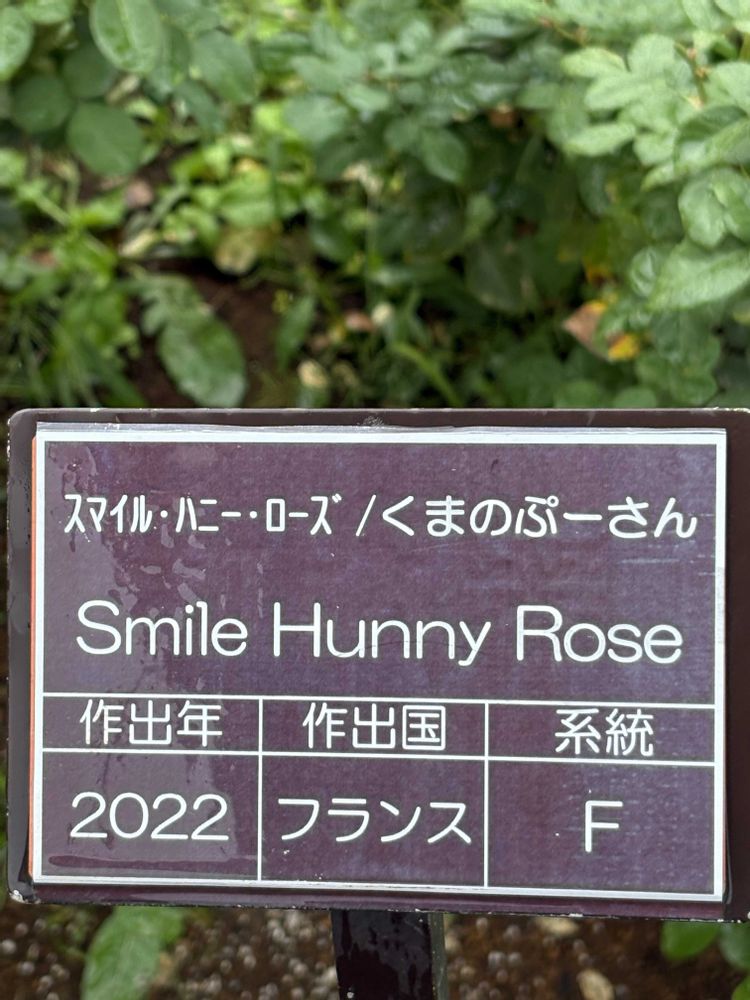 ｽﾏｲﾙ・ﾊﾆｰ・ﾛｰｽﾞ/くまのぷーさん
Smile Hunny Rose
作出年 作出国 系統
2022 フランス F